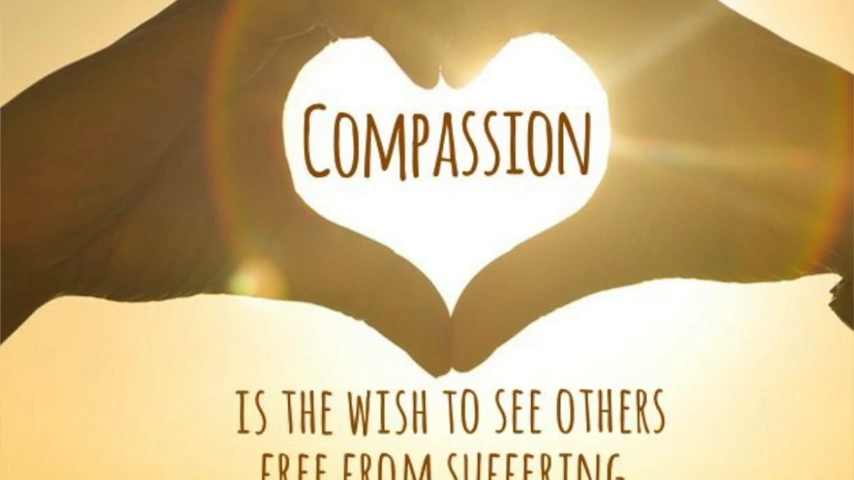 COMPASSION
IS THE WISH TO SEE OTHERS
FREE FROM SUFFERING